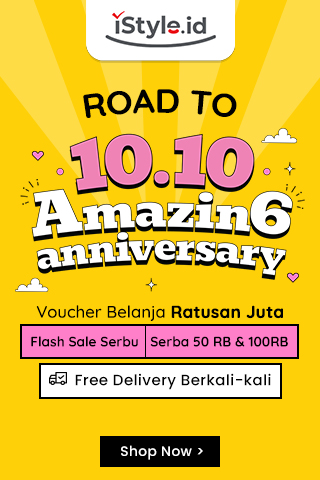 iStyle.id
ROAD TO
10.10
Amazin6
anniversary
Voucher Belanja Ratusan Juta
Flash Sale Serbu Serba 50 RB & 100RB
Free Delivery Berkali-kali
Shop Now >